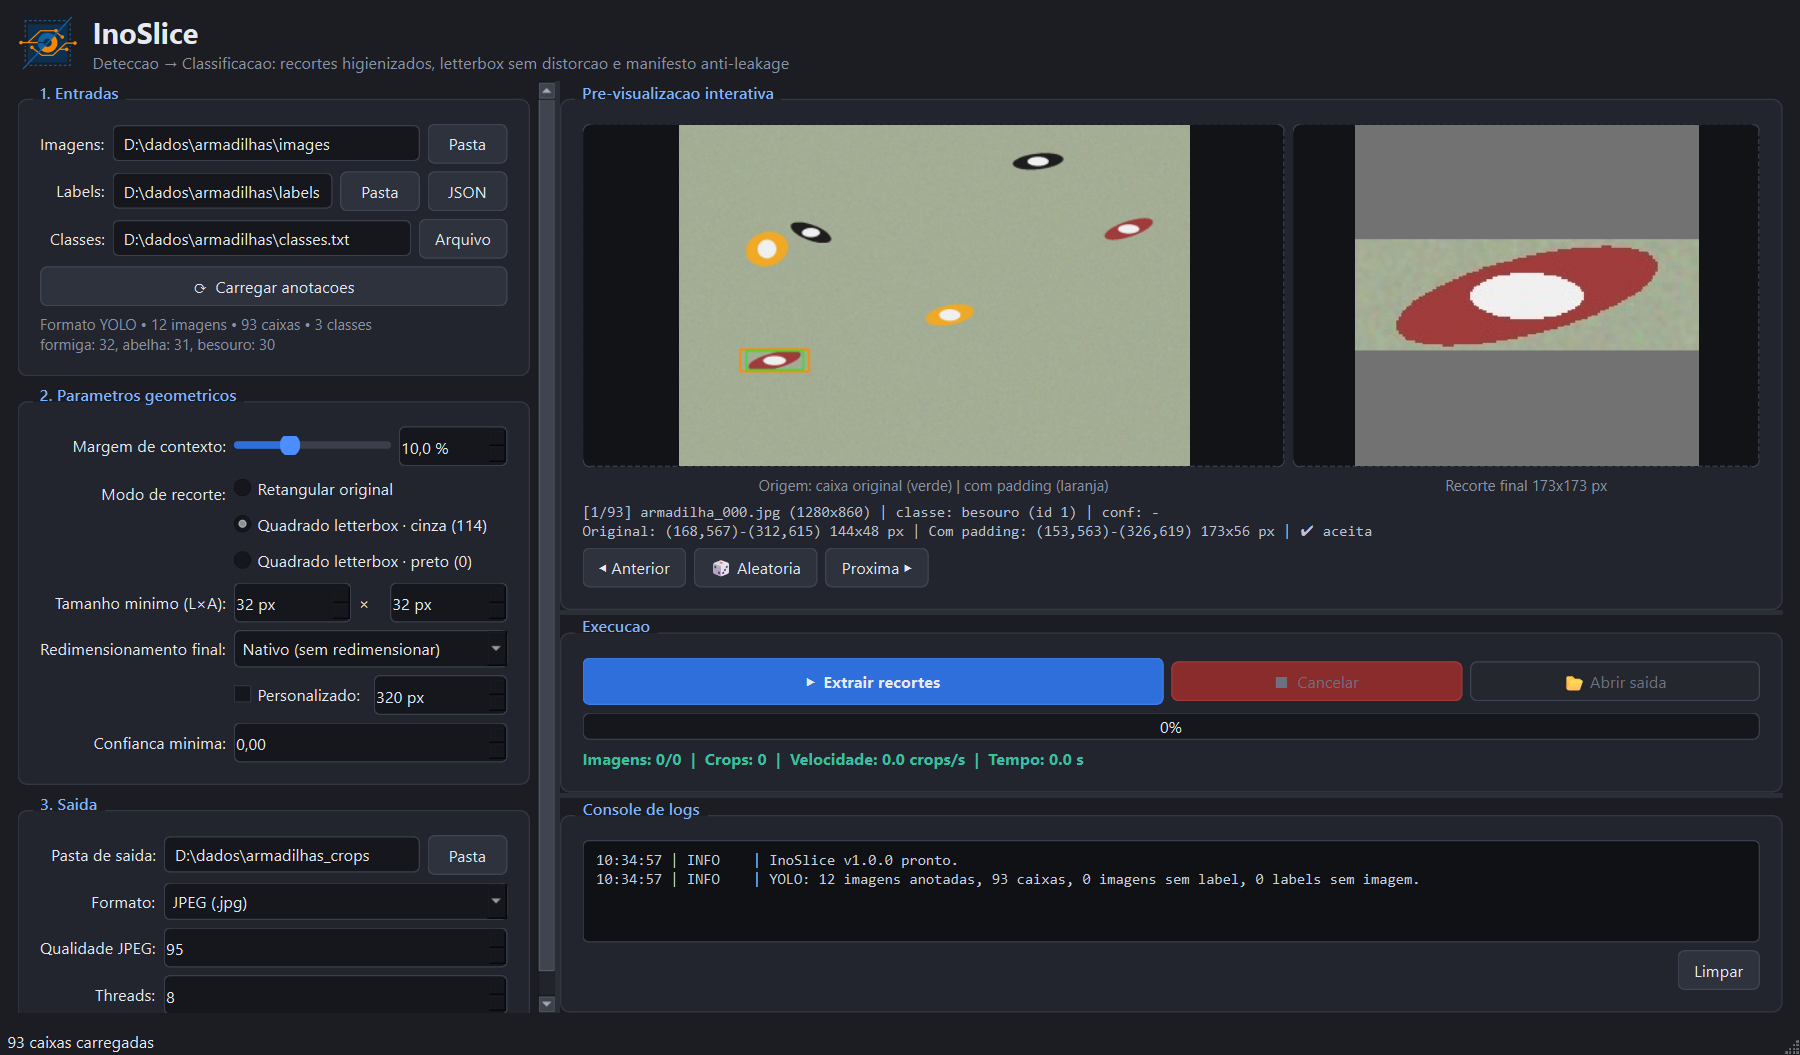 InoSlice
Deteccao → Classificacao: recortes higienizados, letterbox sem distorcao e manifesto anti-leakage
1. Entradas
Imagens: D:\dados\armadilhas\images Pasta
Labels: D:\dados\armadilhas\labels Pasta JSON
Classes: D:\dados\armadilhas\classes.txt Arquivo
⟳ Carregar anotacoes
Formato YOLO • 12 imagens • 93 caixas • 3 classes
formiga: 32, abelha: 31, besouro: 30
2. Parametros geometricos
Margem de contexto: 10,0 %
Modo de recorte: Retangular original
Quadrado letterbox · cinza (114)
Quadrado letterbox · preto (0)
Tamanho minimo (L×A): 32 px × 32 px
Redimensionamento final: Nativo (sem redimensionar)
Personalizado: 320 px
Confianca minima: 0,00
3. Saida
Pasta de saida: D:\dados\armadilhas_crops Pasta
Formato: JPEG (.jpg)
Qualidade JPEG: 95
Threads: 8
Pre-visualizacao interativa
Origem: caixa original (verde) | com padding (laranja)
Recorte final 173x173 px
[1/93] armadilha_000.jpg (1280x860) | classe: besouro (id 1) | conf: -
Original: (168,567)-(312,615) 144x48 px | Com padding: (153,563)-(326,619) 173x56 px | ✔ aceita
◂ Anterior 🎲 Aleatoria Proxima ▸
Execucao
▸ Extrair recortes ■ Cancelar 📂 Abrir saida
0%
Imagens: 0/0 | Crops: 0 | Velocidade: 0.0 crops/s | Tempo: 0.0 s
Console de logs
10:34:57 | INFO | InoSlice v1.0.0 pronto.
10:34:57 | INFO | YOLO: 12 imagens anotadas, 93 caixas, 0 imagens sem label, 0 labels sem imagem.
Limpar
93 caixas carregadas